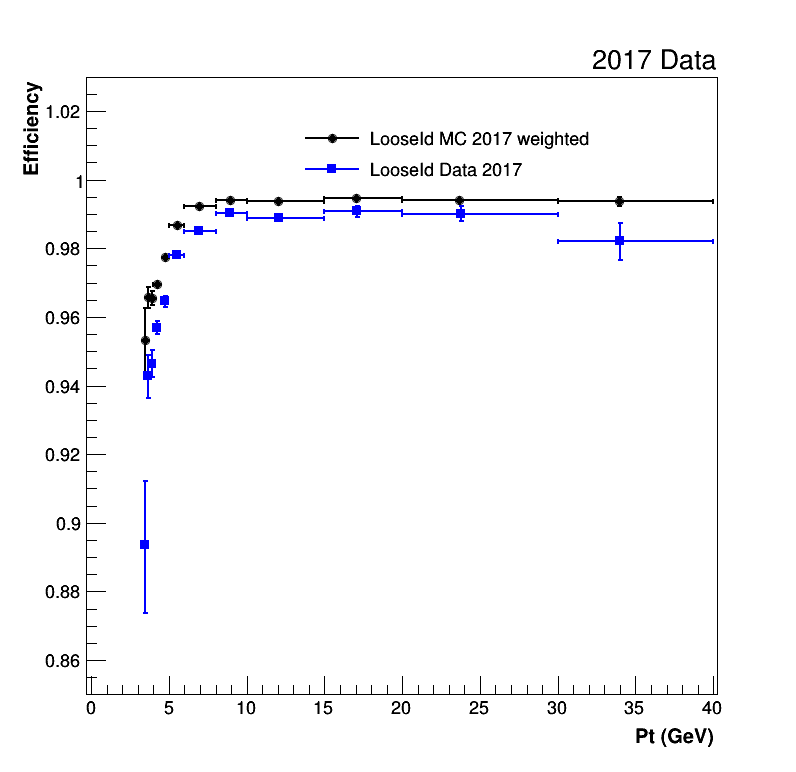 2017 Data
Efficiency
LooseId MC 2017 weighted
LooseId Data 2017
1.02
1
0.98
0.96
0.94
0.92
0.9
0.88
0.86
0 5 10 15 20 25 30 35 40
Pt (GeV)